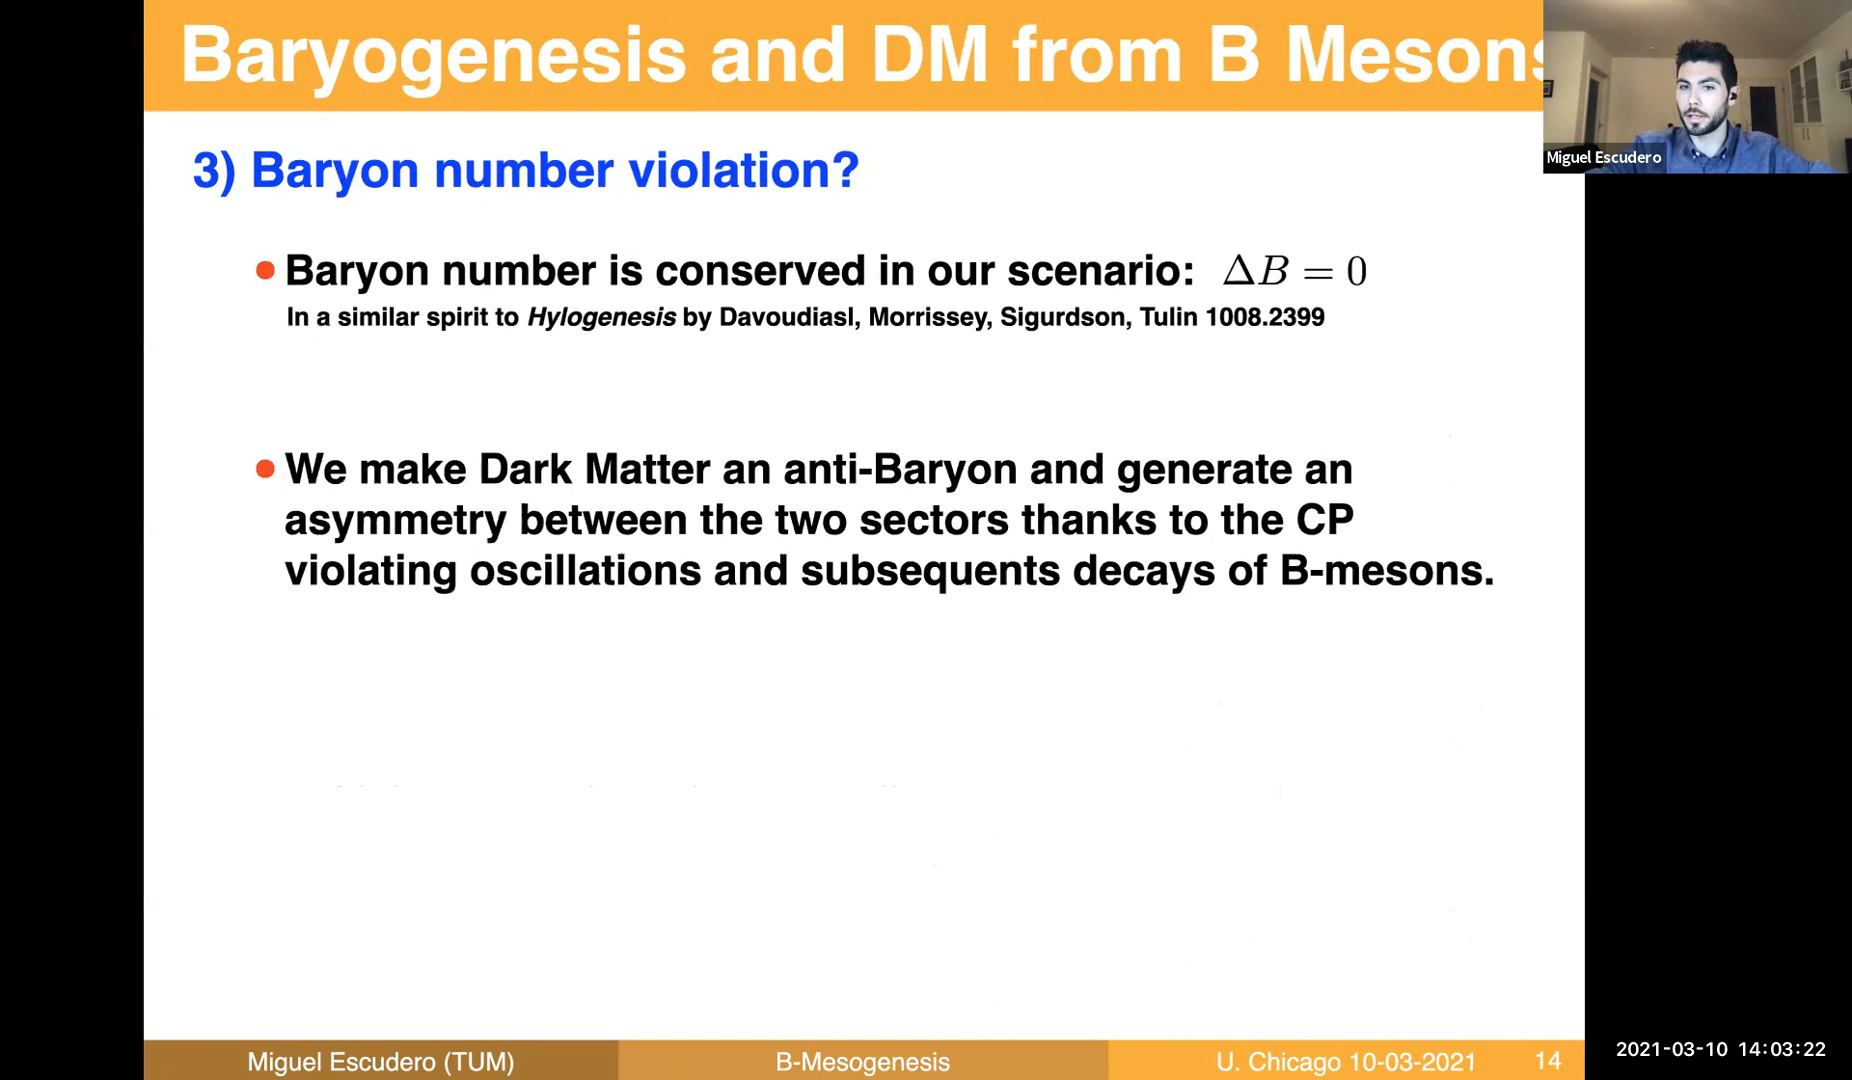 Baryogenesis and DM from B Mesons
Miguel Escudero
3) Baryon number violation?
• Baryon number is conserved in our scenario: ΔB = 0
In a similar spirit to Hylogenesis by Davoudiasl, Morrissey, Sigurdson, Tulin 1008.2399
• We make Dark Matter an anti-Baryon and generate an
asymmetry between the two sectors thanks to the CP
violating oscillations and subsequents decays of B-mesons.
Miguel Escudero (TUM) B-Mesogenesis U. Chicago 10-03-2021 14
2021-03-10 14:03:22